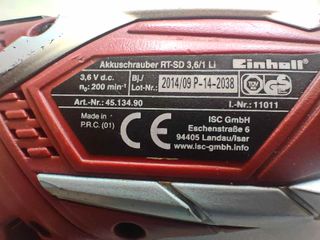 Akkuschrauber RT-SD 3,6/1 Li
Einhell®
3,6 V d.c.
n₀: 200 min⁻¹
Bj./
Lot-Nr.:
2014/09 P-14-2038
Art.-Nr.: 45.134.90
I.-Nr.: 11011
Made in
P.R.C. (01)
CE
ISC GmbH
Eschenstraße 6
94405 Landau/Isar
www.isc-gmbh.info